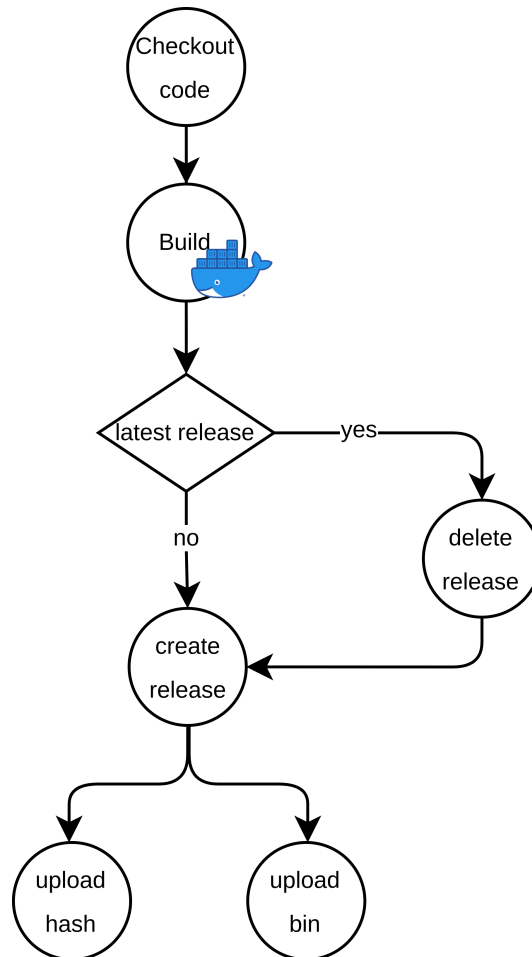 Checkout
code
Build
latest release
yes
no
delete
release
create
release
upload
hash
upload
bin